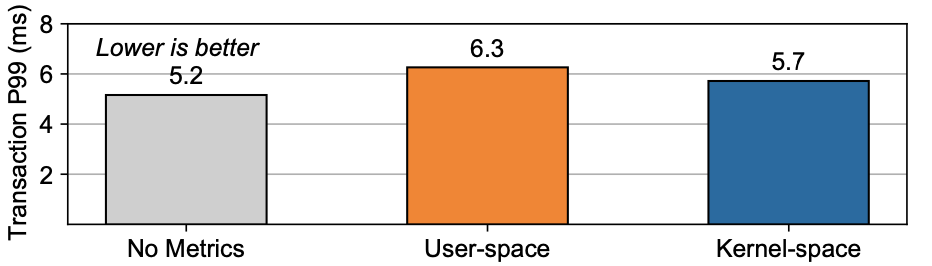 Transaction P99 (ms)
8
6
4
2
Lower is better
5.2
6.3
5.7
No Metrics
User-space
Kernel-space